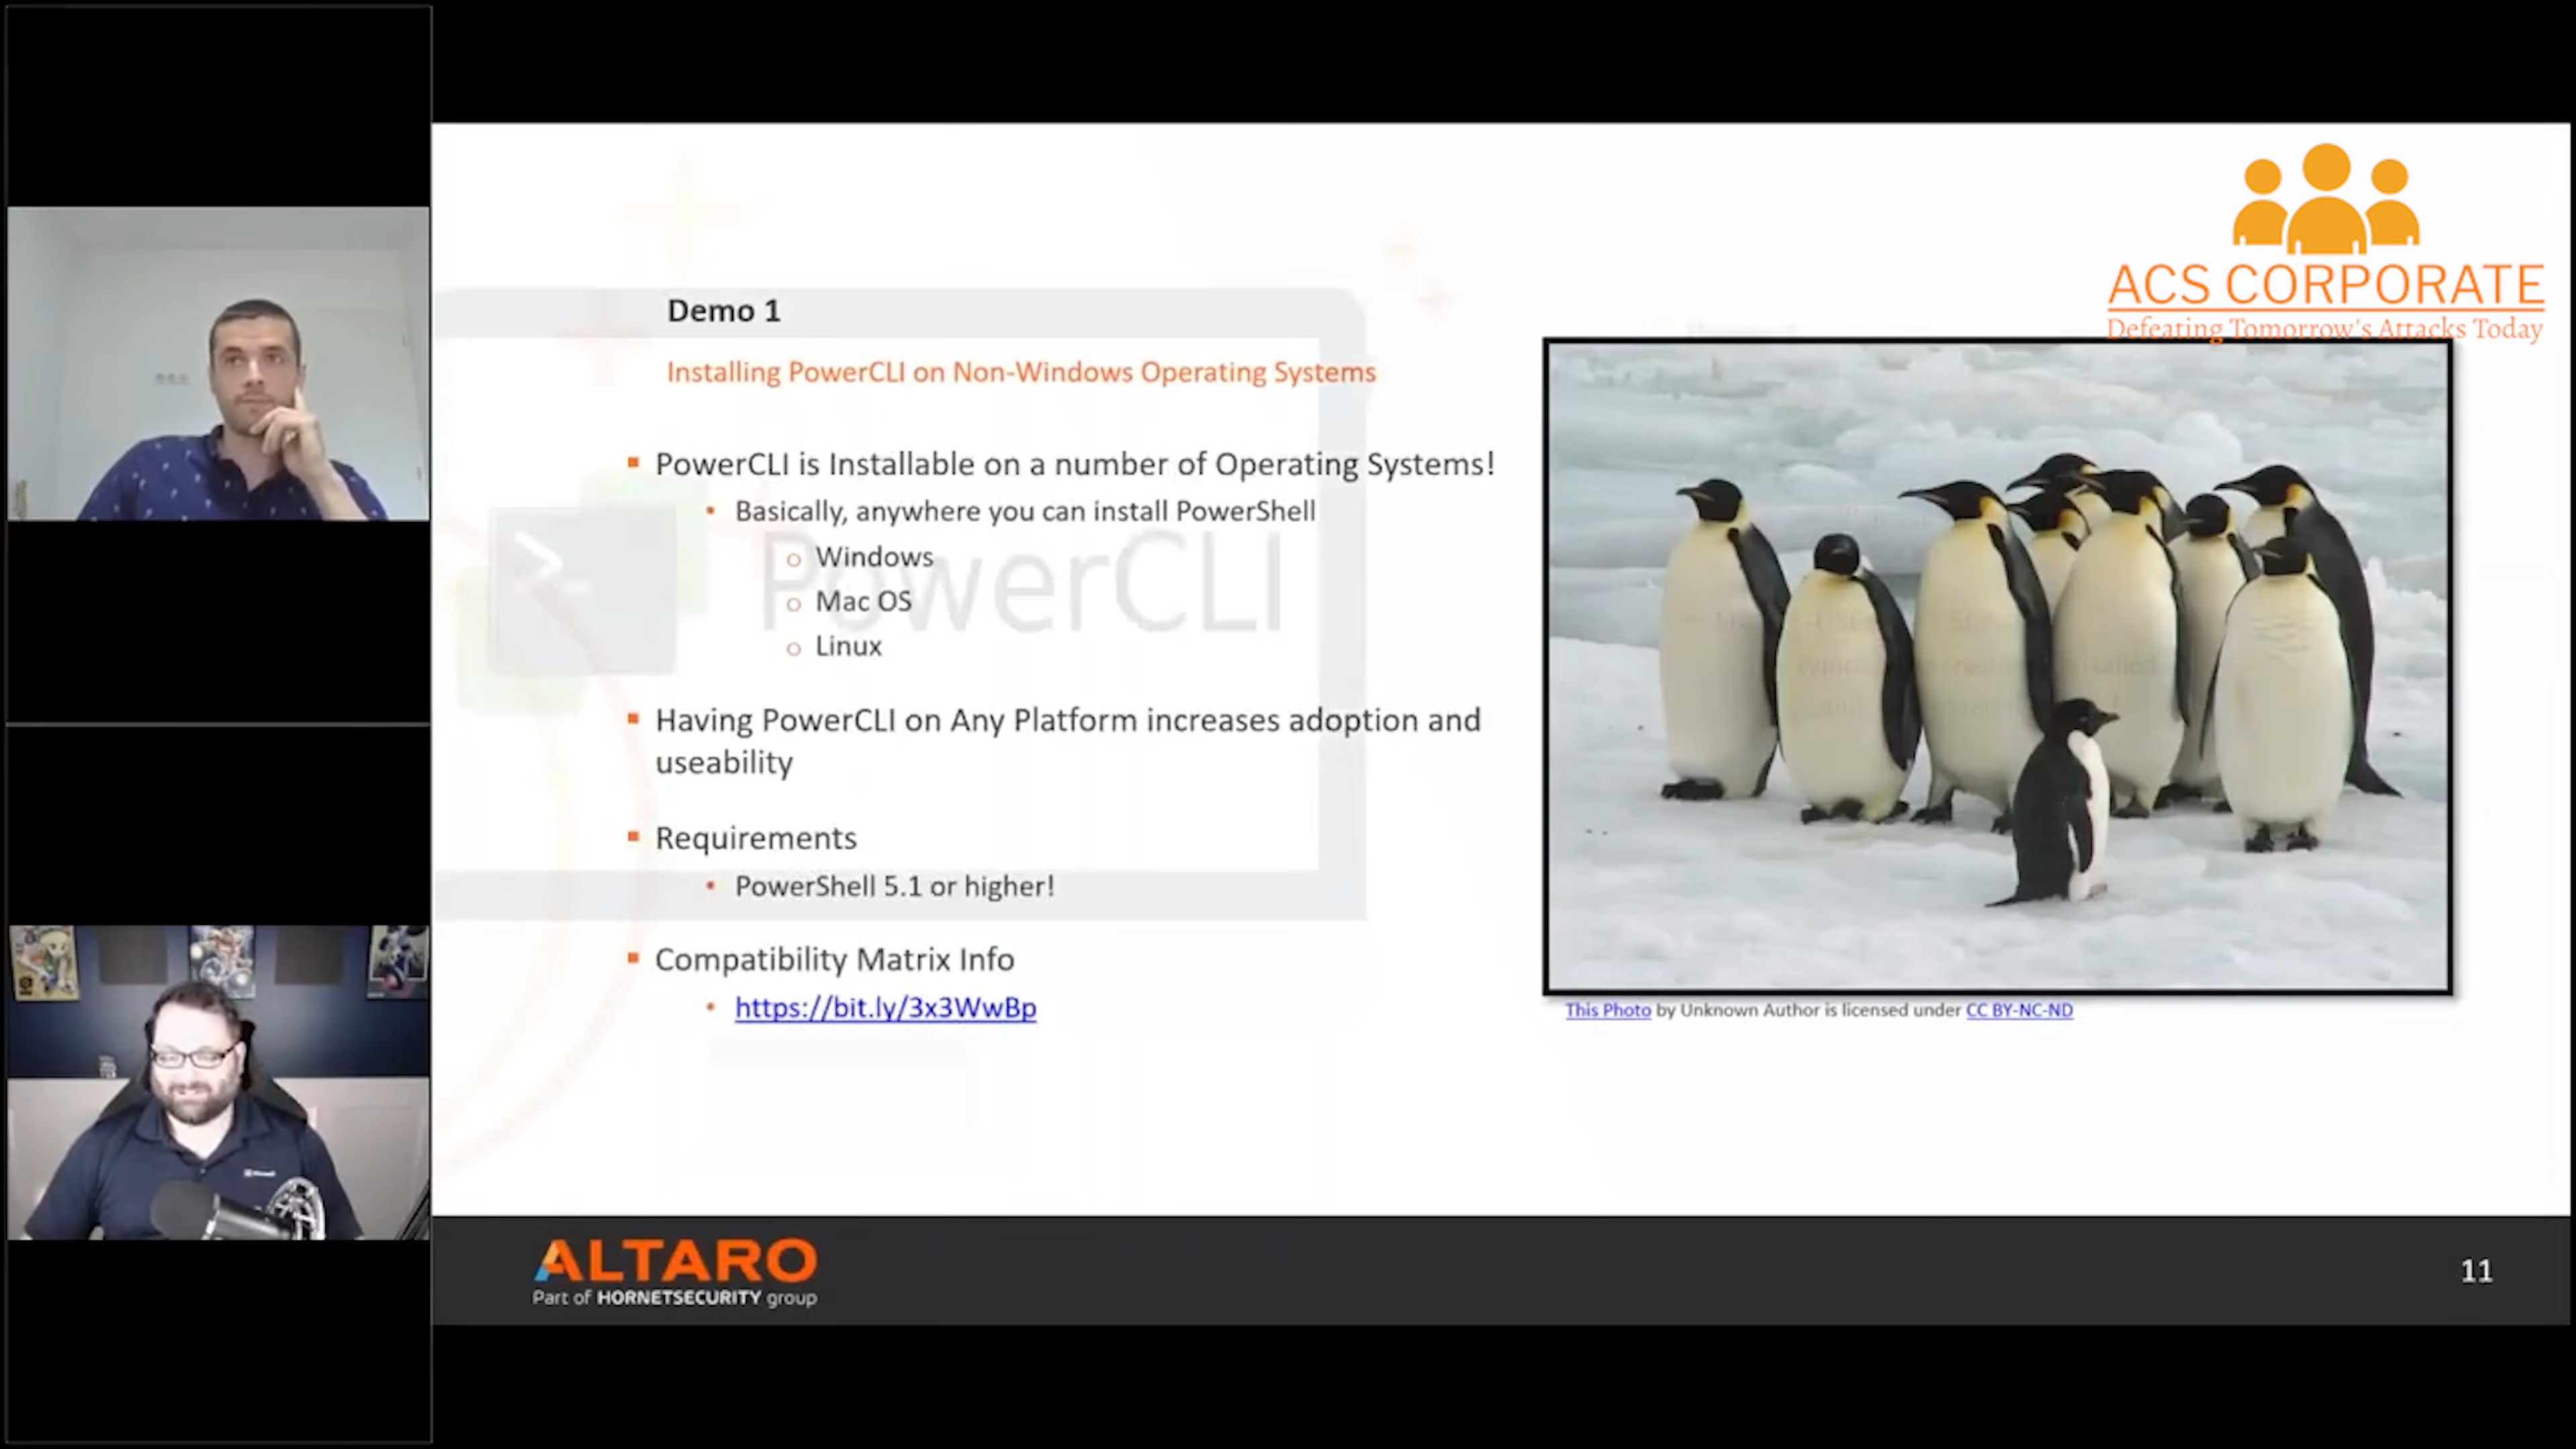 ACS CORPORATE
Defeating Tomorrow's Attacks Today
Demo 1
Installing PowerCLI on Non-Windows Operating Systems
PowerCLI is Installable on a number of Operating Systems!
Basically, anywhere you can install PowerShell
Windows
Mac OS
Linux
PowerCLI
Having PowerCLI on Any Platform increases adoption and
useability
Requirements
PowerShell 5.1 or higher!
Compatibility Matrix Info
https://bit.ly/3x3WwBp
This Photo by Unknown Author is licensed under CC BY-NC-ND
ALTARO
Part of HORNETSECURITY group
11